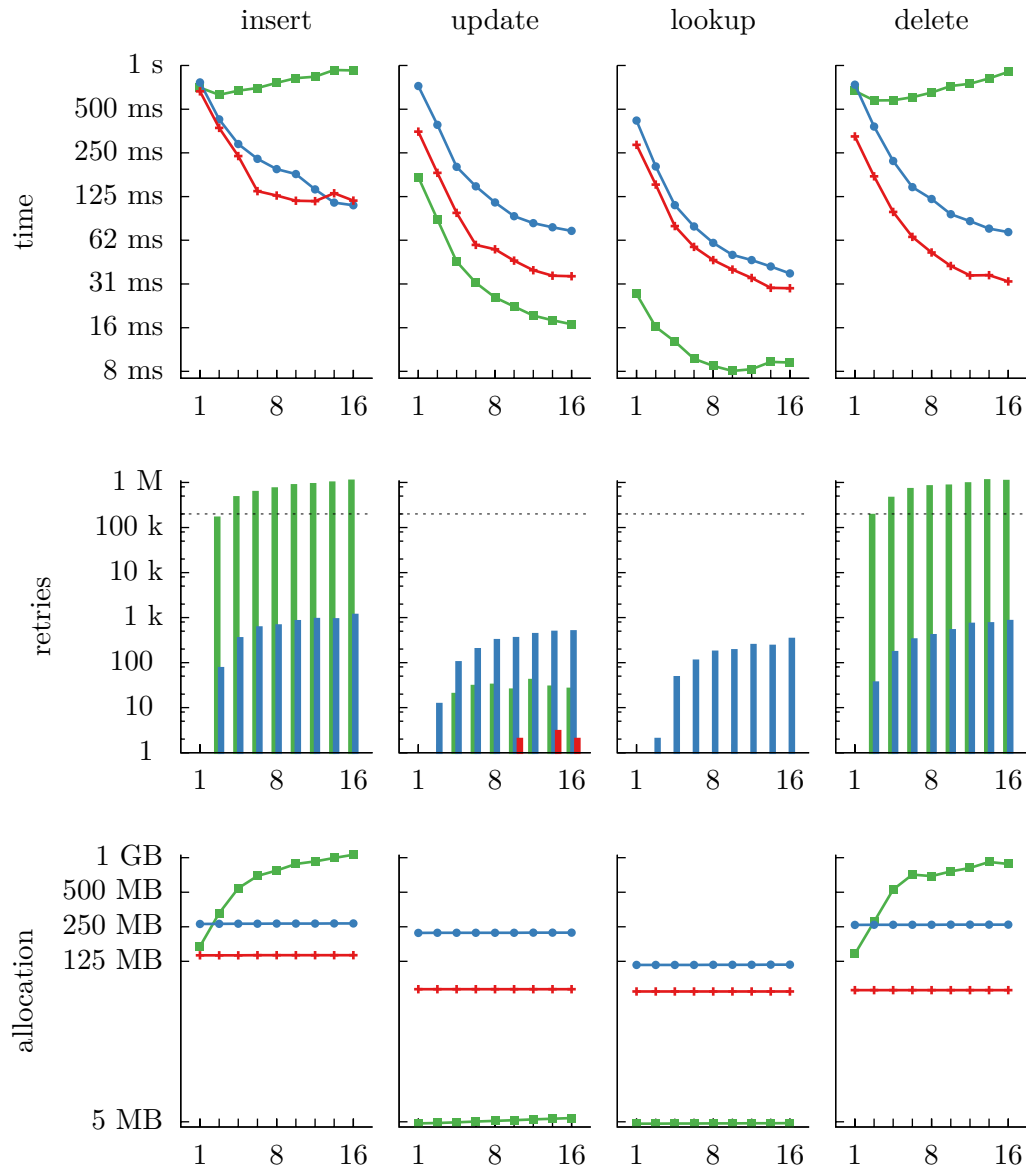 insert update lookup delete
time
1 s
500 ms
250 ms
125 ms
62 ms
31 ms
16 ms
8 ms
1 8 16 1 8 16 1 8 16 1 8 16
retries
1 M
100 k
10 k
1 k
100
10
1
1 8 16 1 8 16 1 8 16 1 8 16
allocation
1 GB
500 MB
250 MB
125 MB
5 MB
1 8 16 1 8 16 1 8 16 1 8 16